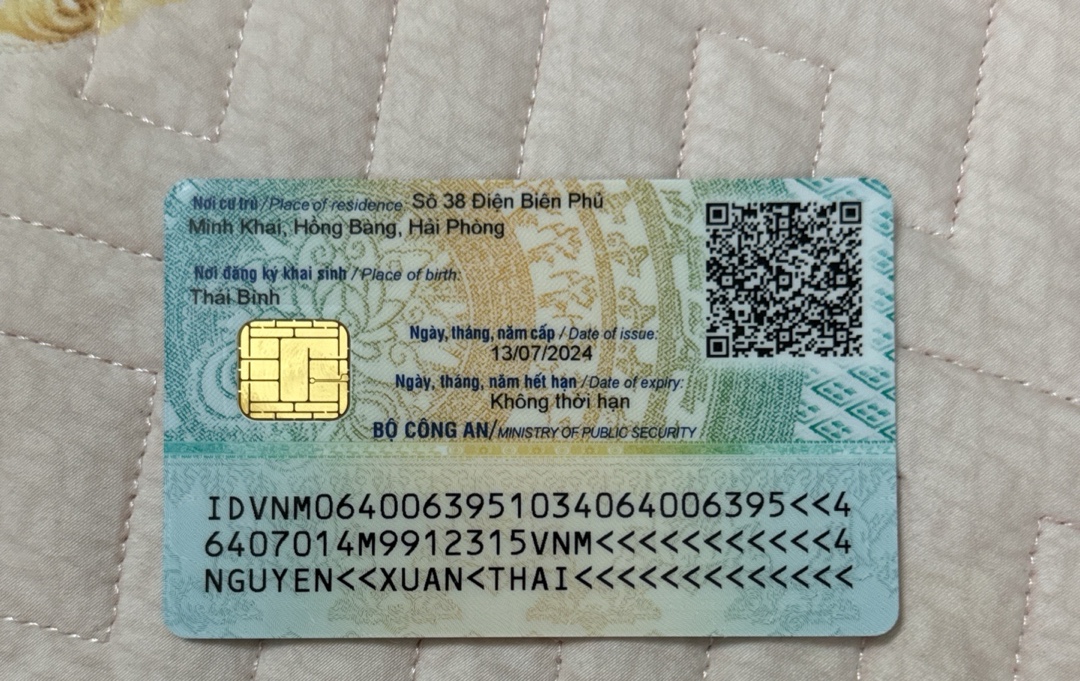 Nơi cư trú / Place of residence: Số 38 Điện Biên Phủ
Minh Khai, Hồng Bàng, Hải Phòng
Nơi đăng ký khai sinh / Place of birth:
Thái Bình
Ngày, tháng, năm cấp / Date of issue:
13/07/2024
Ngày, tháng, năm hết hạn / Date of expiry:
Không thời hạn
BỘ CÔNG AN/MINISTRY OF PUBLIC SECURITY
IDVNM0640063951034064006395<<4
6407014M9912315VNM<<<<<<<<<<<4
NGUYEN<<XUAN<THAI<<<<<<<<<<<<<